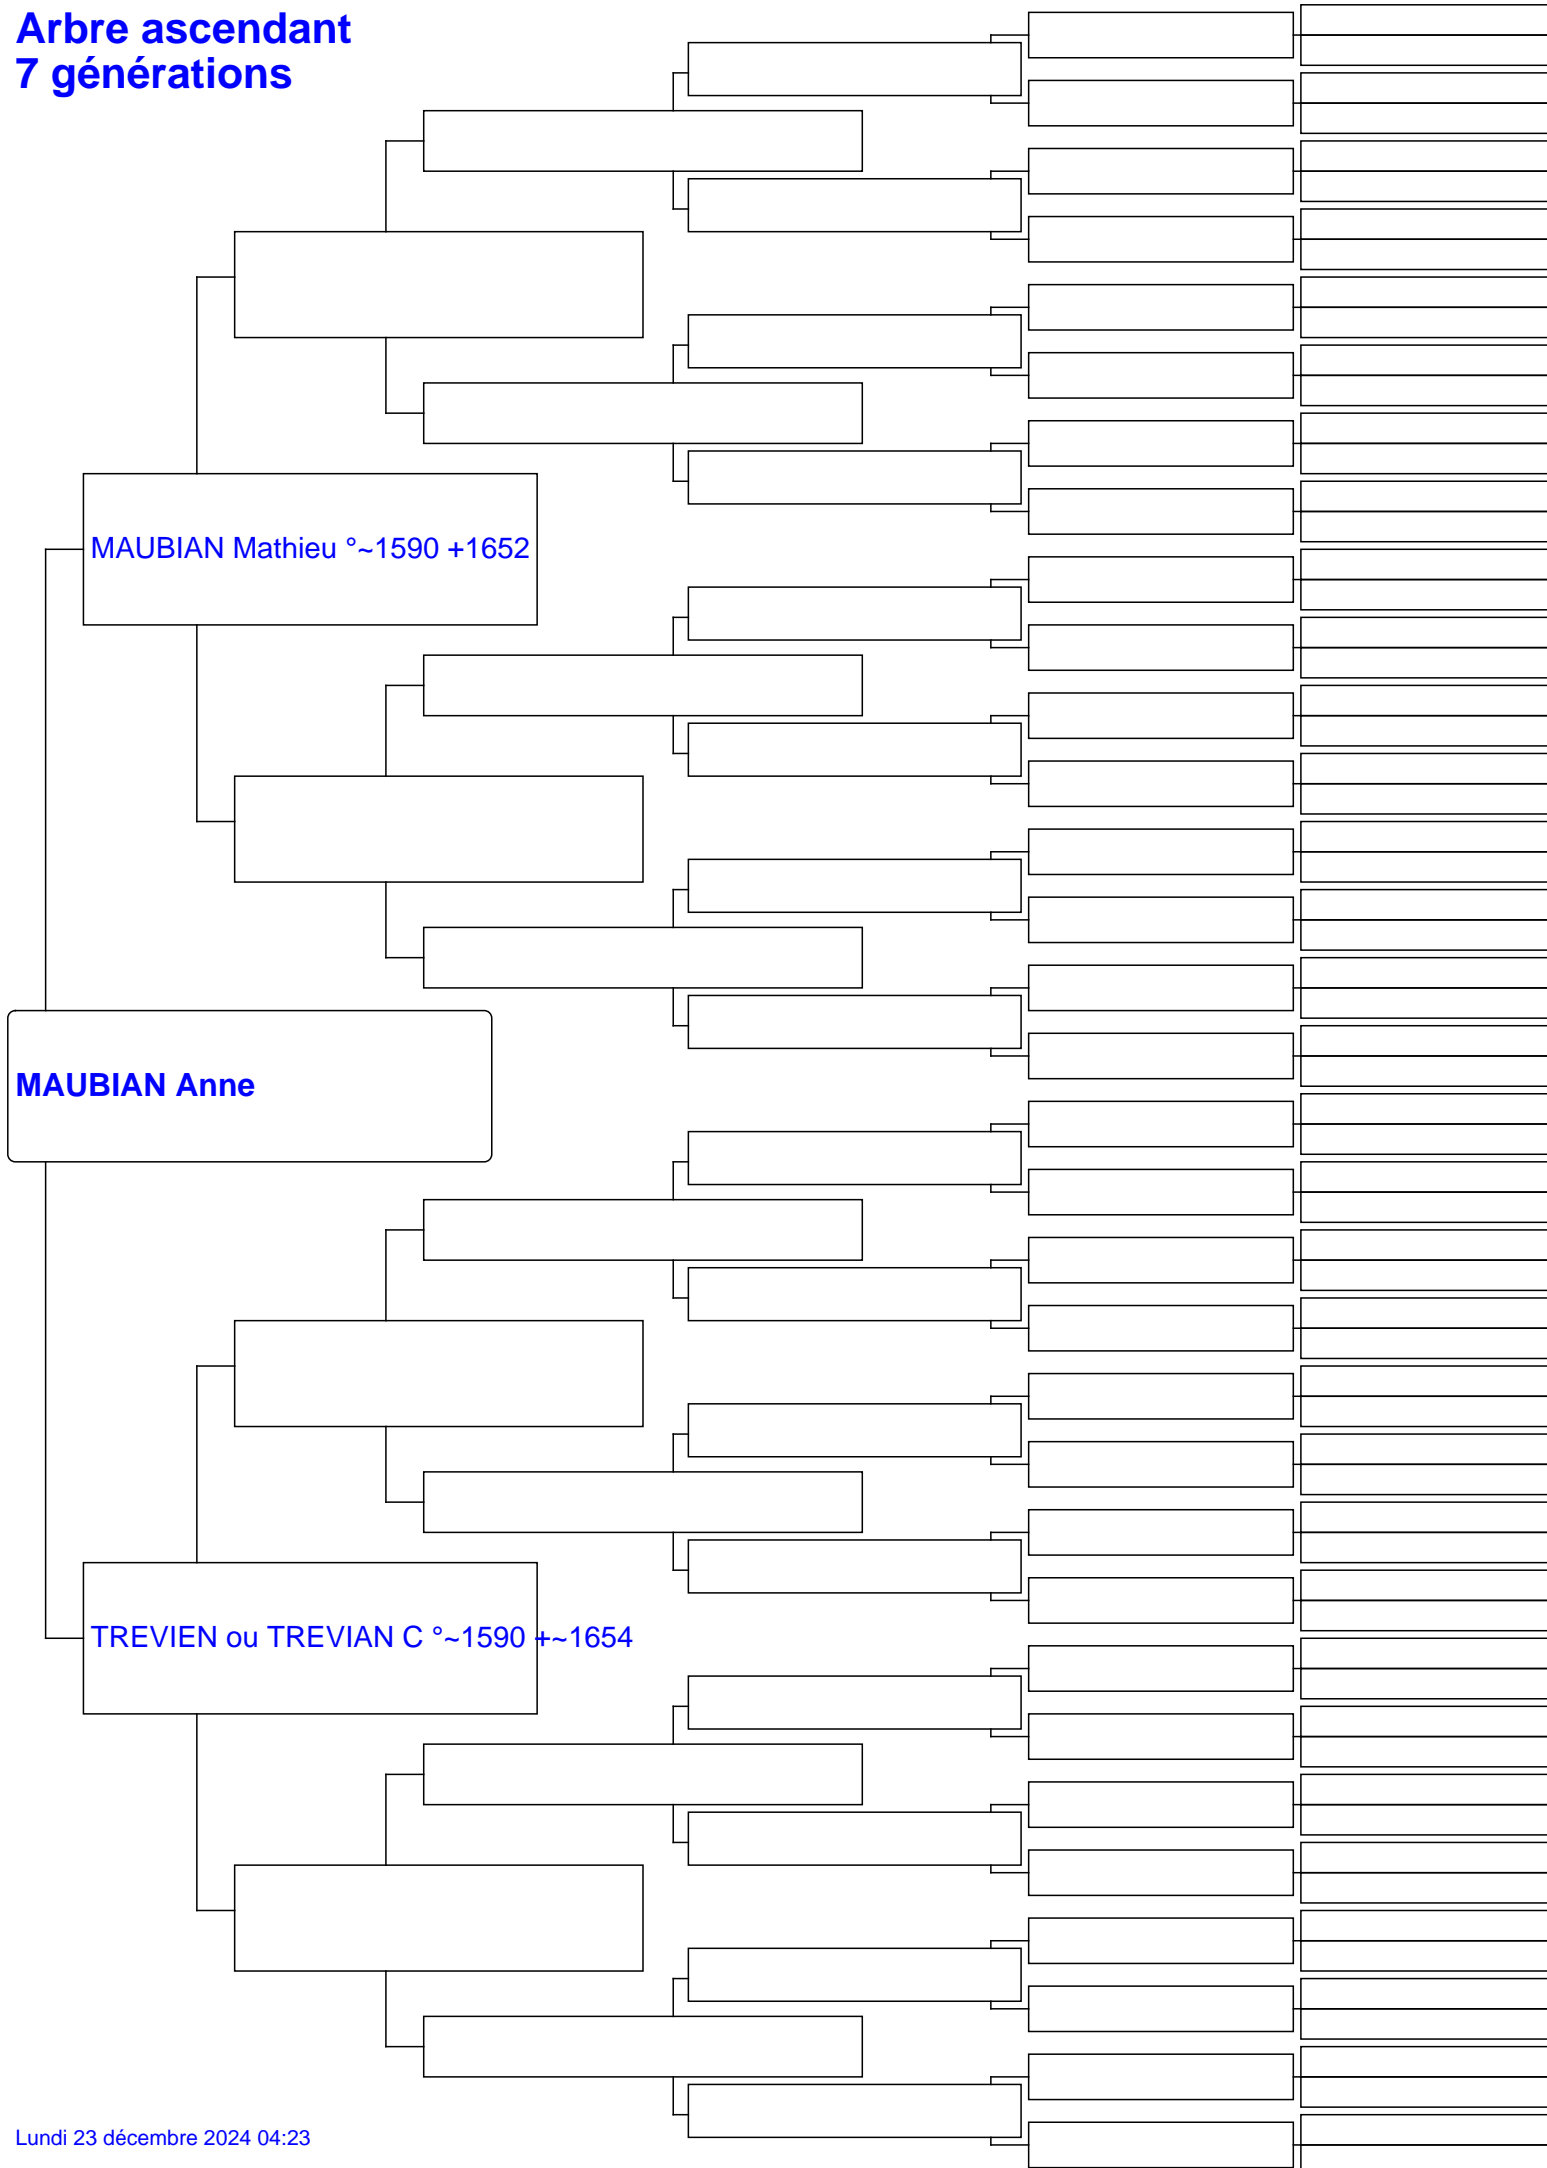 Arbre ascendant
7 générations
MAUBIAN Mathieu °~1590 +1652
MAUBIAN Anne
TREVIEN ou TREVIAN C °~1590 +~1654
Lundi 23 décembre 2024 04:23